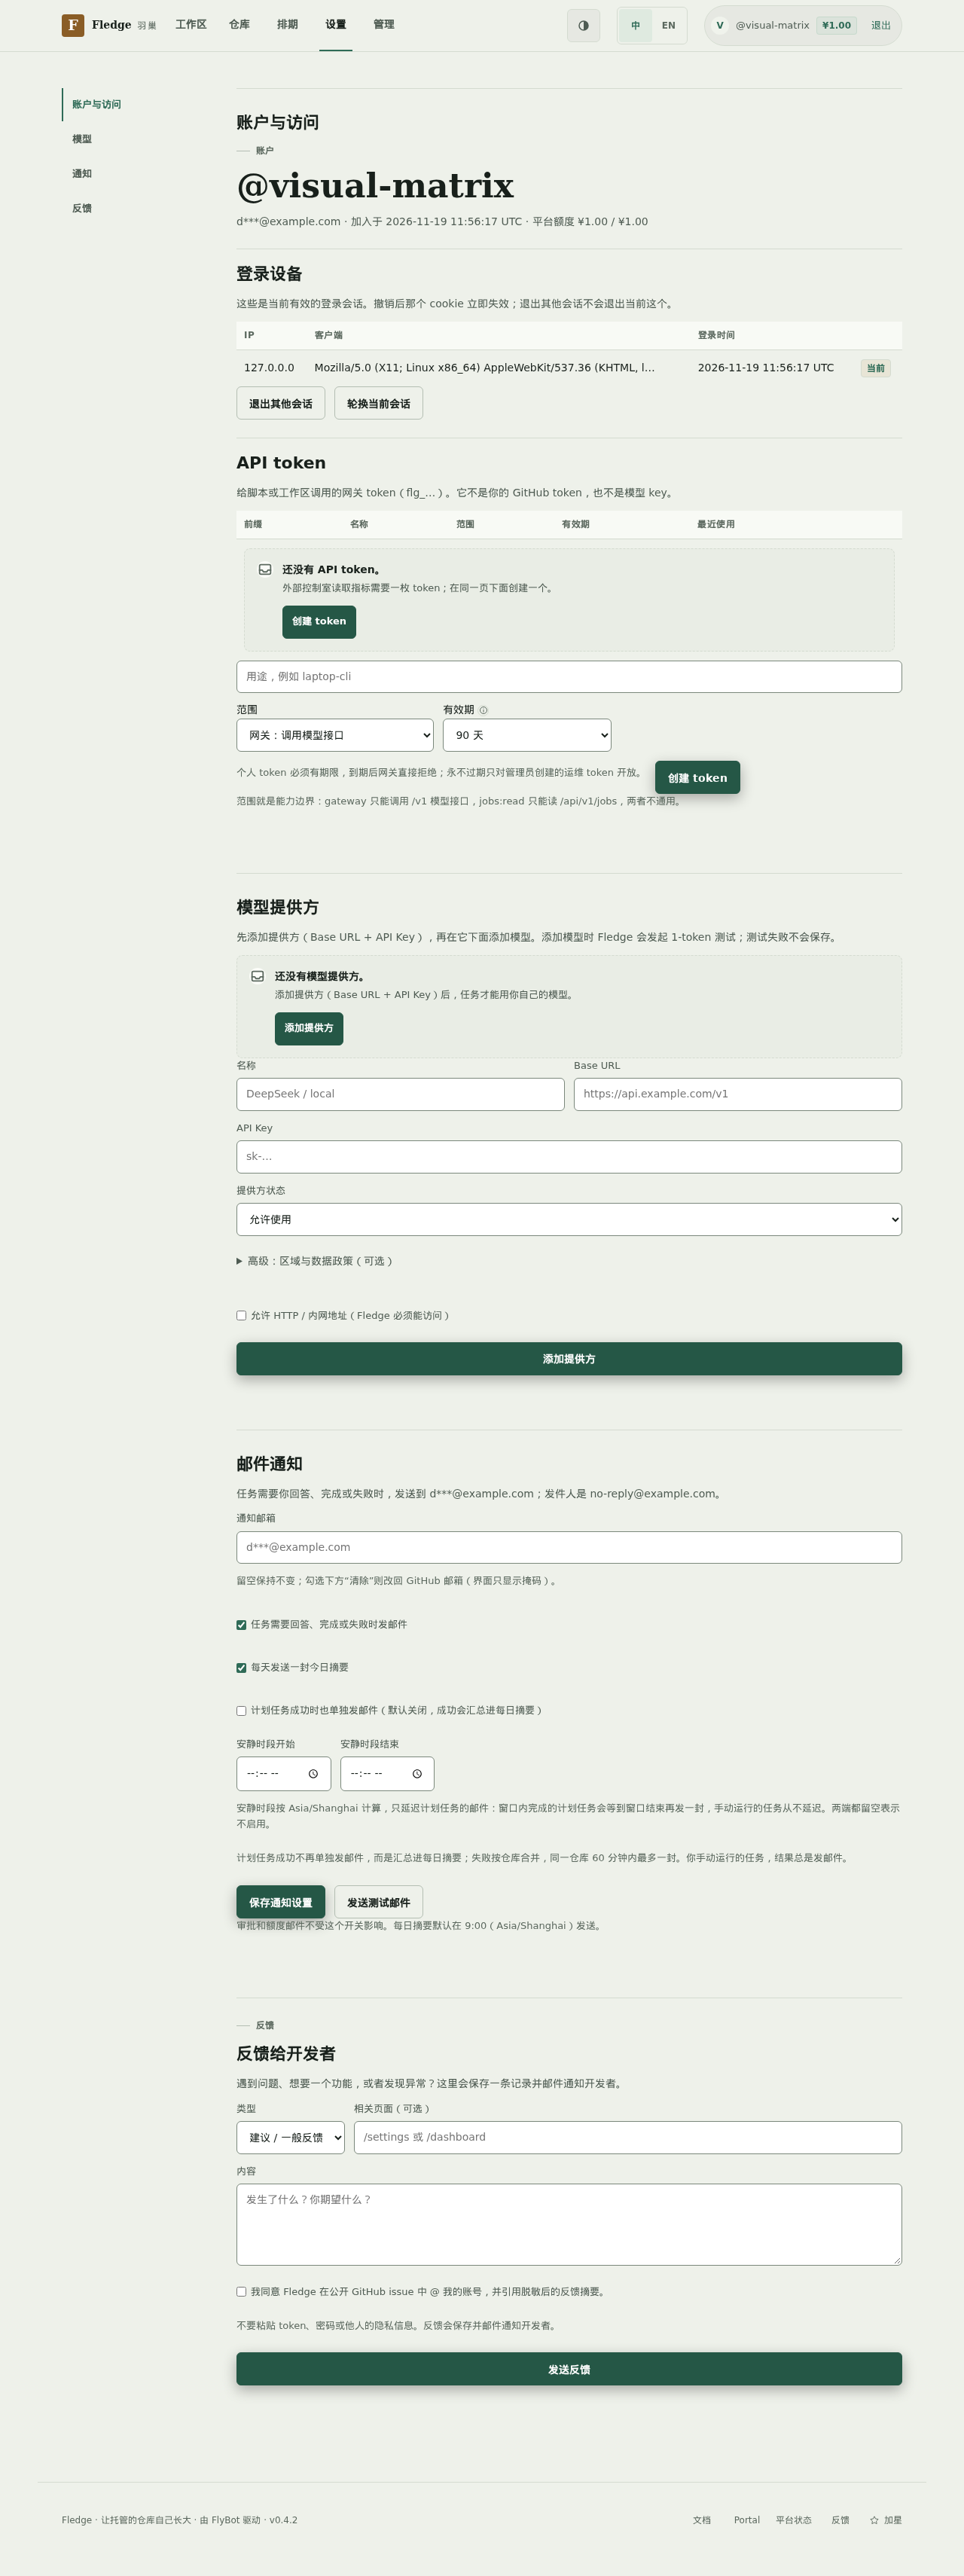 F Fledge 羽巢 工作区 仓库 排期 设置 管理 中 EN V @visual-matrix ¥1.00 退出
账户与访问
模型
通知
反馈
账户与访问
账户
@visual-matrix
d***@example.com · 加入于 2026-11-19 11:56:17 UTC · 平台额度 ¥1.00 / ¥1.00
登录设备
这些是当前有效的登录会话。撤销后那个 cookie 立即失效；退出其他会话不会退出当前这个。
IP 客户端 登录时间
127.0.0.0 Mozilla/5.0 (X11; Linux x86_64) AppleWebKit/537.36 (KHTML, l… 2026-11-19 11:56:17 UTC 当前
退出其他会话 轮换当前会话
API token
给脚本或工作区调用的网关 token（flg_…）。它不是你的 GitHub token，也不是模型 key。
前缀 名称 范围 有效期 最近使用
还没有 API token。
外部控制室读取指标需要一枚 token；在同一页下面创建一个。
创建 token
用途，例如 laptop-cli
范围 有效期
网关：调用模型接口 90 天
个人 token 必须有期限，到期后网关直接拒绝；永不过期只对管理员创建的运维 token 开放。 创建 token
范围就是能力边界：gateway 只能调用 /v1 模型接口，jobs:read 只能读 /api/v1/jobs，两者不通用。
模型提供方
先添加提供方（Base URL + API Key），再在它下面添加模型。添加模型时 Fledge 会发起 1-token 测试；测试失败不会保存。
还没有模型提供方。
添加提供方（Base URL + API Key）后，任务才能用你自己的模型。
添加提供方
名称 Base URL
DeepSeek / local https://api.example.com/v1
API Key
sk-…
提供方状态
允许使用
高级：区域与数据政策（可选）
允许 HTTP / 内网地址（Fledge 必须能访问）
添加提供方
邮件通知
任务需要你回答、完成或失败时，发送到 d***@example.com；发件人是 no-reply@example.com。
通知邮箱
d***@example.com
留空保持不变；勾选下方“清除”则改回 GitHub 邮箱（界面只显示掩码）。
任务需要回答、完成或失败时发邮件
每天发送一封今日摘要
计划任务成功时也单独发邮件（默认关闭，成功会汇总进每日摘要）
安静时段开始 安静时段结束
--:-- -- --:-- --
安静时段按 Asia/Shanghai 计算，只延迟计划任务的邮件：窗口内完成的计划任务会等到窗口结束再发一封，手动运行的任务从不延迟。两端都留空表示
不启用。
计划任务成功不再单独发邮件，而是汇总进每日摘要；失败按仓库合并，同一仓库 60 分钟内最多一封。你手动运行的任务，结果总是发邮件。
保存通知设置 发送测试邮件
审批和额度邮件不受这个开关影响。每日摘要默认在 9:00（Asia/Shanghai）发送。
反馈
反馈给开发者
遇到问题、想要一个功能，或者发现异常？这里会保存一条记录并邮件通知开发者。
类型 相关页面（可选）
建议 / 一般反馈 /settings 或 /dashboard
内容
发生了什么？你期望什么？
我同意 Fledge 在公开 GitHub issue 中 @ 我的账号，并引用脱敏后的反馈摘要。
不要粘贴 token、密码或他人的隐私信息。反馈会保存并邮件通知开发者。
发送反馈
Fledge · 让托管的仓库自己长大 · 由 FlyBot 驱动 · v0.4.2 文档 Portal 平台状态 反馈 加星